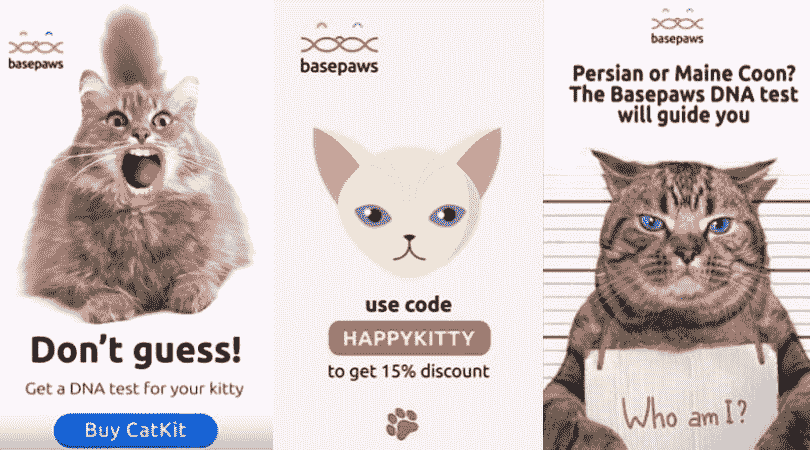 basepaws
Don't guess!
Get a DNA test for your kitty
Buy CatKit
basepaws
use code
HAPPYKITTY
to get 15% discount
basepaws
Persian or Maine Coon?
The Basepaws DNA test
will guide you
Who am I?